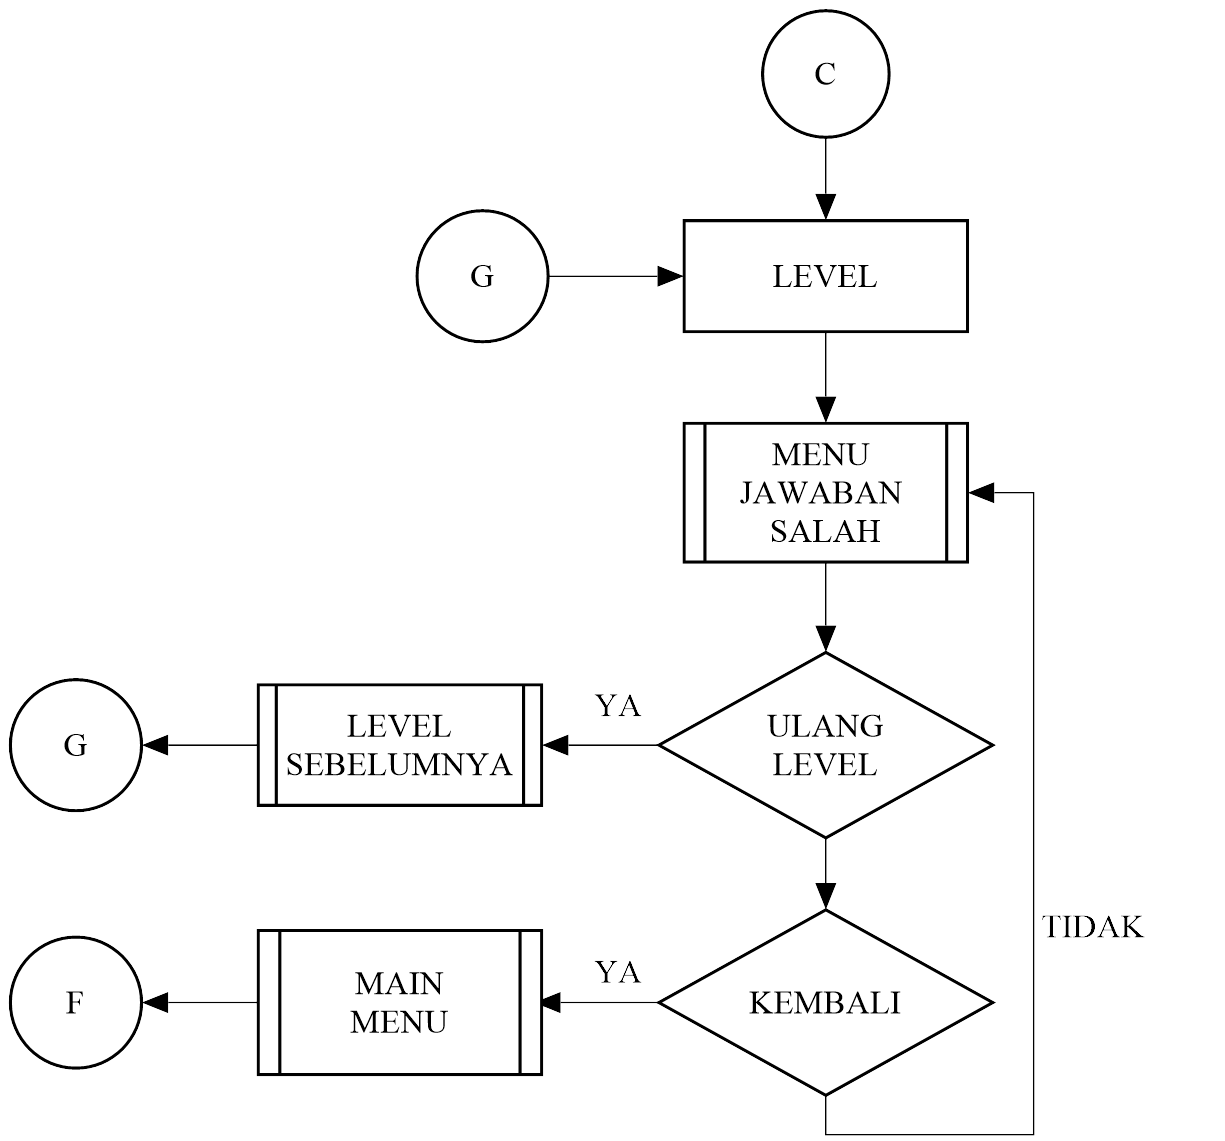 C
G
LEVEL
MENU
JAWABAN
SALAH
G
LEVEL
SEBELUMNYA
YA
ULANG
LEVEL
F
MAIN
MENU
YA
KEMBALI
TIDAK